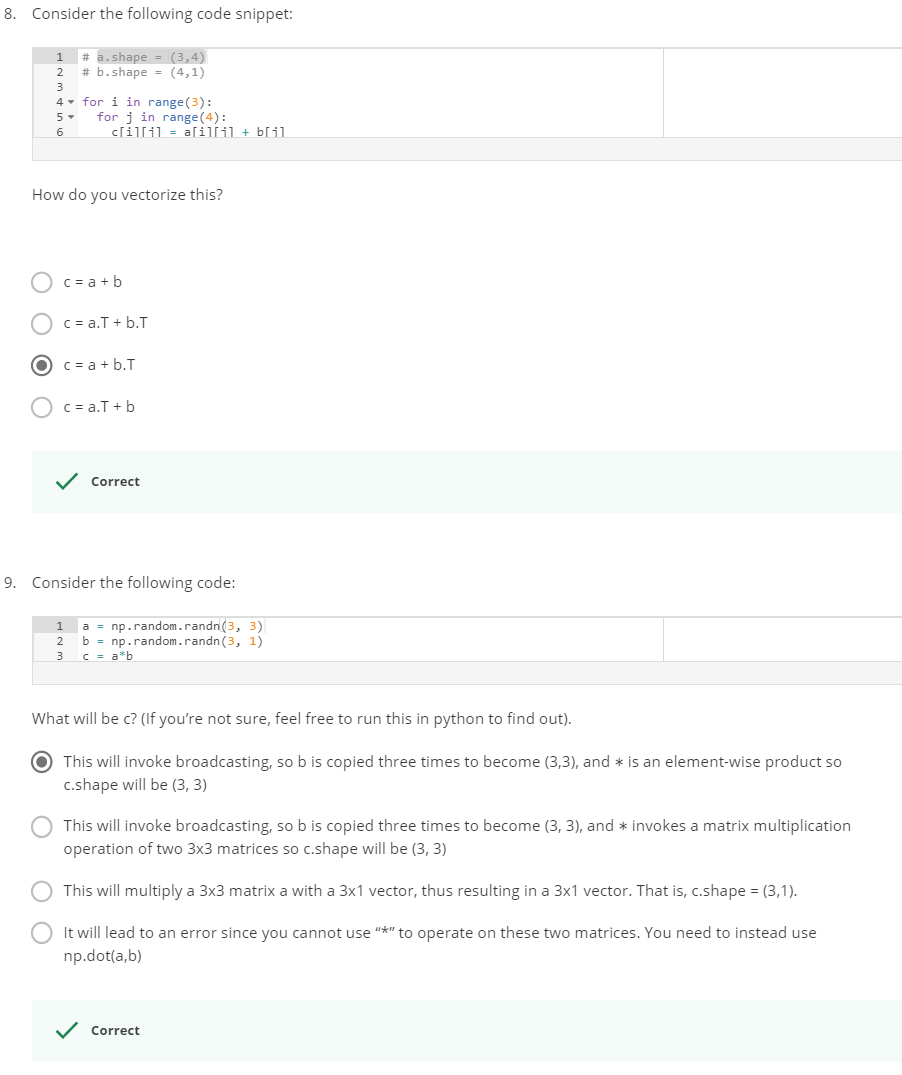 8. Consider the following code snippet:
1 # a.shape = (3,4)
2 # b.shape = (4,1)
3
4 for i in range(3):
5 for j in range(4):
6 c[i][j] = a[i][j] + b[j]
How do you vectorize this?
c = a + b
c = a.T + b.T
c = a + b.T
c = a.T + b
Correct
9. Consider the following code:
1 a = np.random.randn(3, 3)
2 b = np.random.randn(3, 1)
3 c = a*b
What will be c? (If you’re not sure, feel free to run this in python to find out).
This will invoke broadcasting, so b is copied three times to become (3,3), and * is an element-wise product so
c.shape will be (3, 3)
This will invoke broadcasting, so b is copied three times to become (3, 3), and * invokes a matrix multiplication
operation of two 3x3 matrices so c.shape will be (3, 3)
This will multiply a 3x3 matrix a with a 3x1 vector, thus resulting in a 3x1 vector. That is, c.shape = (3,1).
It will lead to an error since you cannot use “*” to operate on these two matrices. You need to instead use
np.dot(a,b)
Correct